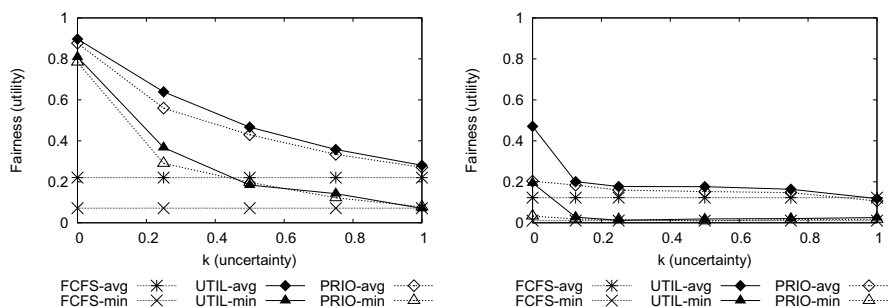 1
0.8
0.6
0.4
0.2
0
Fairness (utility)
0 0.2 0.4 0.6 0.8 1
k (uncertainty)
FCFS-avg UTIL-avg PRIO-avg
FCFS-min UTIL-min PRIO-min
1
0.8
0.6
0.4
0.2
0
Fairness (utility)
0 0.2 0.4 0.6 0.8 1
k (uncertainty)
FCFS-avg UTIL-avg PRIO-avg
FCFS-min UTIL-min PRIO-min